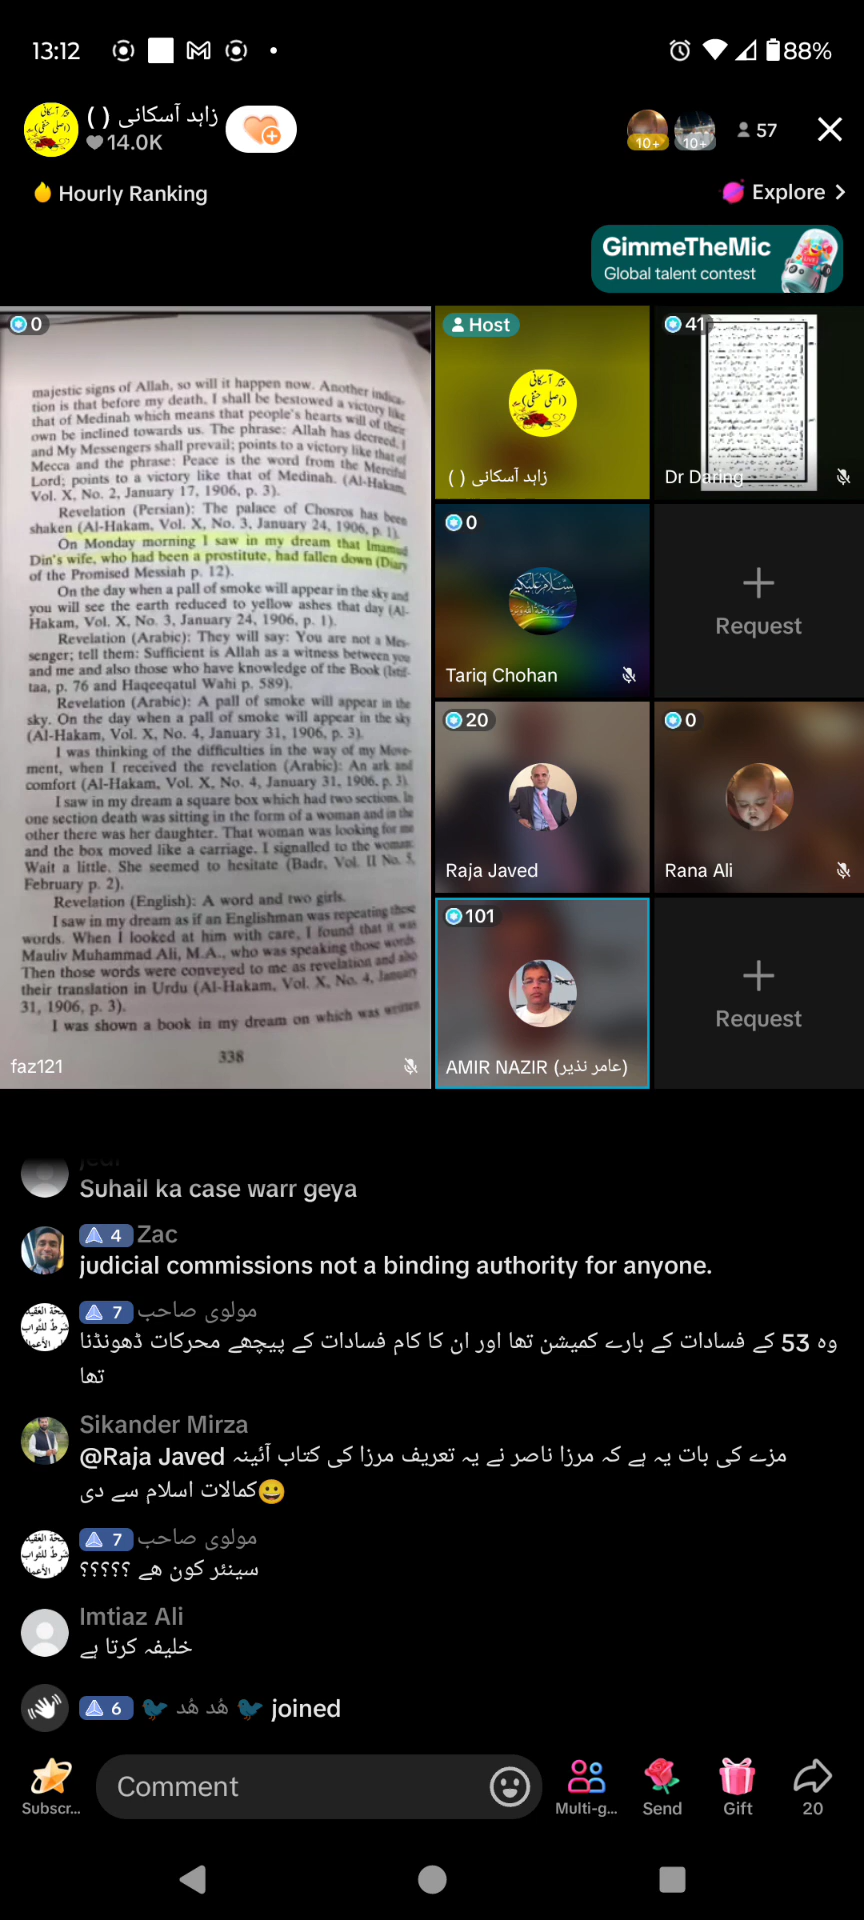 13:12
88%
زاہد آسکانی ( )
14.0K
10+
10+
57
Hourly Ranking
Explore
GimmeTheMic
Global talent contest
0
majestic signs of Allah, so will it happen now. Another indica-
tion is that before my death, I shall be bestowed a victory like
that of Medinah which means that people's hearts will of their
own be inclined towards us. The phrase: Allah has decreed, I
and My Messengers shall prevail; points to a victory like that of
Mecca and the phrase: Peace is the word from the Merciful
Lord; points to a victory like that of Medinah. (Al-Hakam,
Vol. X, No. 2, January 17, 1906, p. 3).
Revelation (Persian): The palace of Chosros has been
shaken (Al-Hakam, Vol. X, No. 3, January 24, 1906, p. 1).
On Monday morning I saw in my dream that Imamud
Din's wife, who had been a prostitute, had fallen down (Diary
of the Promised Messiah p. 12).
On the day when a pall of smoke will appear in the sky and
you will see the earth reduced to yellow ashes that day (Al-
Hakam, Vol. X, No. 3, January 24, 1906, p. 1).
Revelation (Arabic): They will say: You are not a Mes-
senger; tell them: Sufficient is Allah as a witness between you
and me and also those who have knowledge of the Book (Istif-
taa, p. 76 and Haqeeqatul Wahi p. 589).
Revelation (Arabic): A pall of smoke will appear in the
sky. On the day when a pall of smoke will appear in the sky
(Al-Hakam, Vol. X, No. 4, January 31, 1906, p. 3).
I was thinking of the difficulties in the way of my Move-
ment, when I received the revelation (Arabic): An ark and
comfort (Al-Hakam, Vol. X, No. 4, January 31, 1906, p. 3).
I saw in my dream a square box which had two sections. In
one section death was sitting in the form of a woman and in the
other there was her daughter. That woman was looking for me
and the box moved like a carriage. I signalled to the woman:
Wait a little. She seemed to hesitate (Badr, Vol. II No. 5,
February p. 2).
Revelation (English): A word and two girls.
I saw in my dream as if an Englishman was repeating these
words. When I looked at him with care, I found that it was
Mauliv Muhammad Ali, M.A., who was speaking those words.
Then those words were conveyed to me as revelation and also
their translation in Urdu (Al-Hakam, Vol. X, No. 4, January
31, 1906, p. 3).
I was shown a book in my dream on which was written
338
faz121
Host
پیر آسکانی
(اصلی حنفی)
زاہد آسکانی ( )
41
Dr Daring
0
Tariq Chohan
Request
20
Raja Javed
0
Rana Ali
101
AMIR NAZIR (عامر نذیر)
Request
Suhail ka case warr geya
4 Zac
judicial commissions not a binding authority for anyone.
7 مولوی صاحب
وہ 53 کے فسادات کے بارے کمیشن تھا اور ان کا کام فسادات کے پیچھے محرکات ڈھونڈنا
تھا
Sikander Mirza
@Raja Javed مزے کی بات یہ ہے کہ مرزا ناصر نے یہ تعریف مرزا کی کتاب آئینہ
کمالات اسلام سے دی😀
7 مولوی صاحب
سینئر کون ھے ؟؟؟؟؟
Imtiaz Ali
خلیفہ کرتا ہے
6 🐦 ھُد ھُد 🐦 joined
Subscr...
Comment
Multi-g...
Send
Gift
20